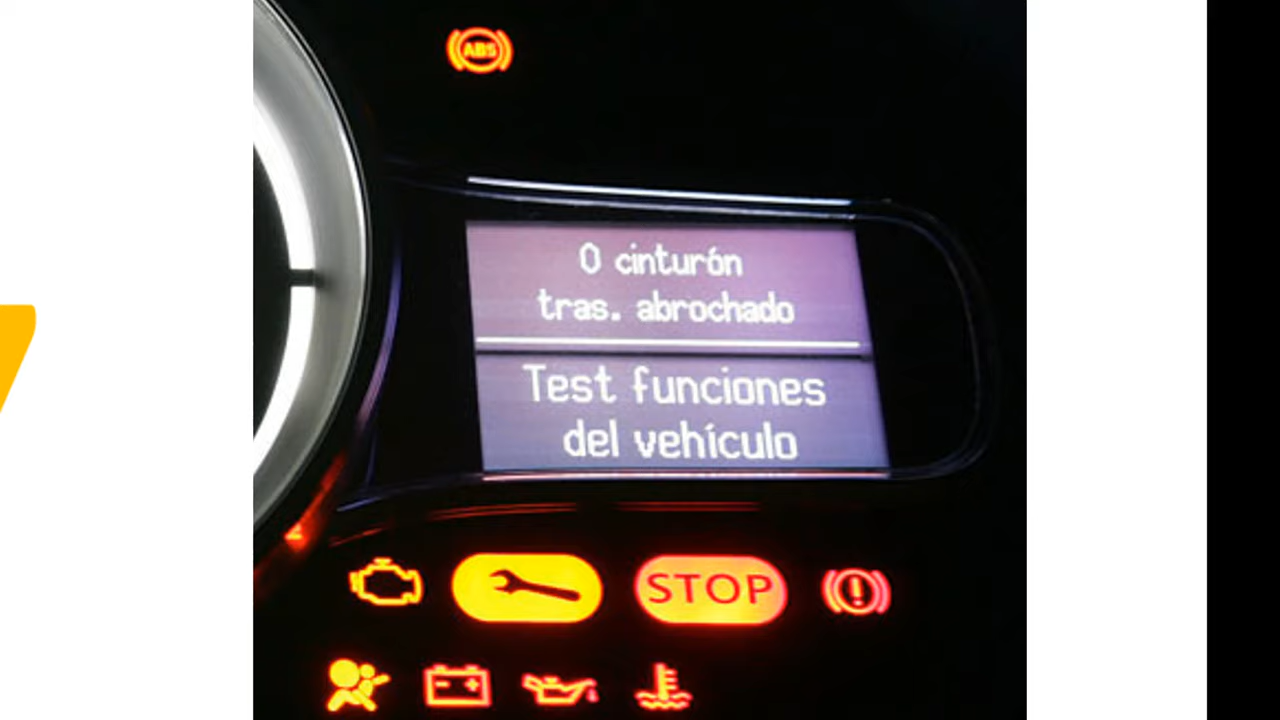 ABS
0 cinturón
tras. abrochado
Test funciones
del vehículo
STOP